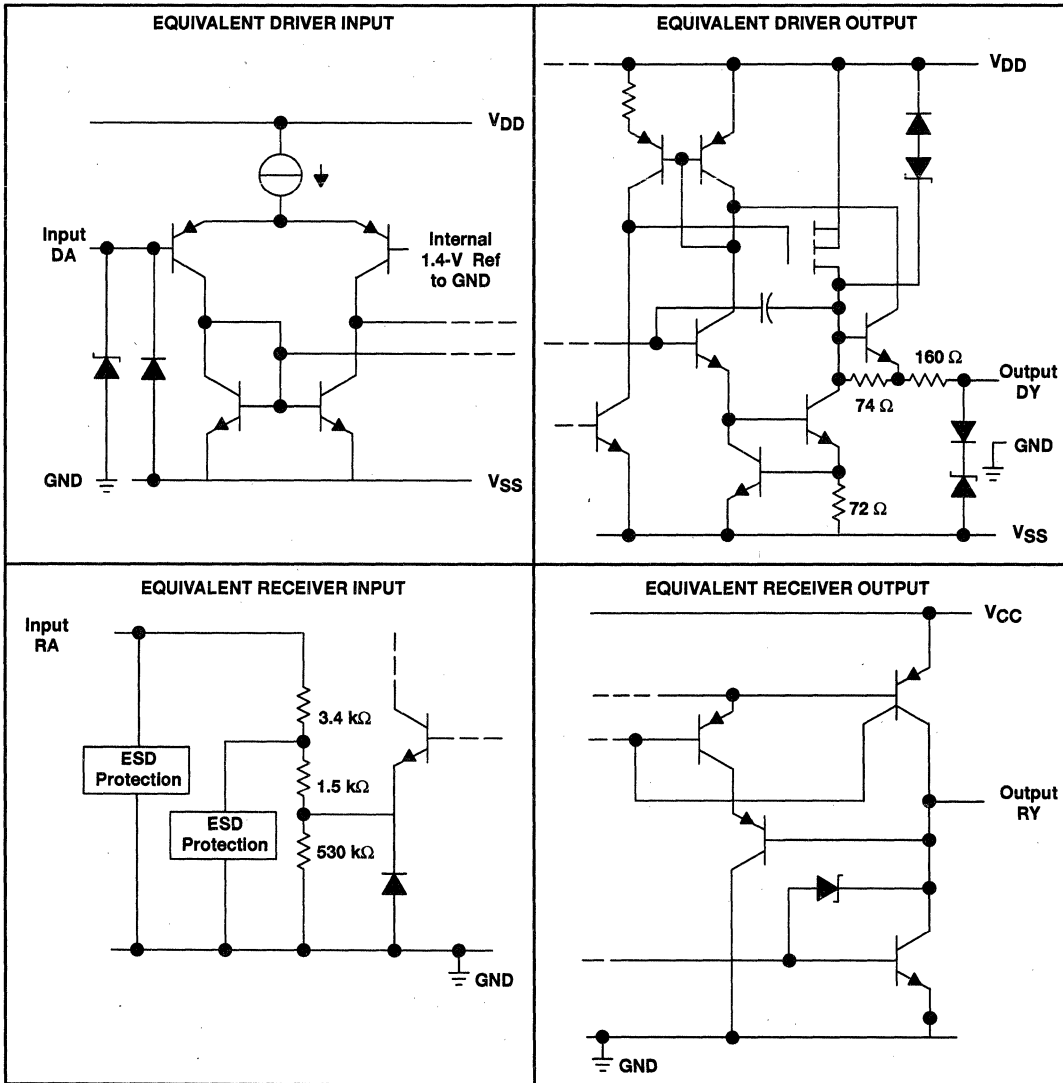 EQUIVALENT DRIVER INPUT
VDD
Input
DA
Internal
1.4-V Ref
to GND
GND
VSS
EQUIVALENT DRIVER OUTPUT
VDD
160 Ω
Output
DY
74 Ω
GND
72 Ω
VSS
EQUIVALENT RECEIVER INPUT
Input
RA
3.4 kΩ
ESD
Protection
1.5 kΩ
ESD
Protection
530 kΩ
GND
EQUIVALENT RECEIVER OUTPUT
VCC
Output
RY
GND